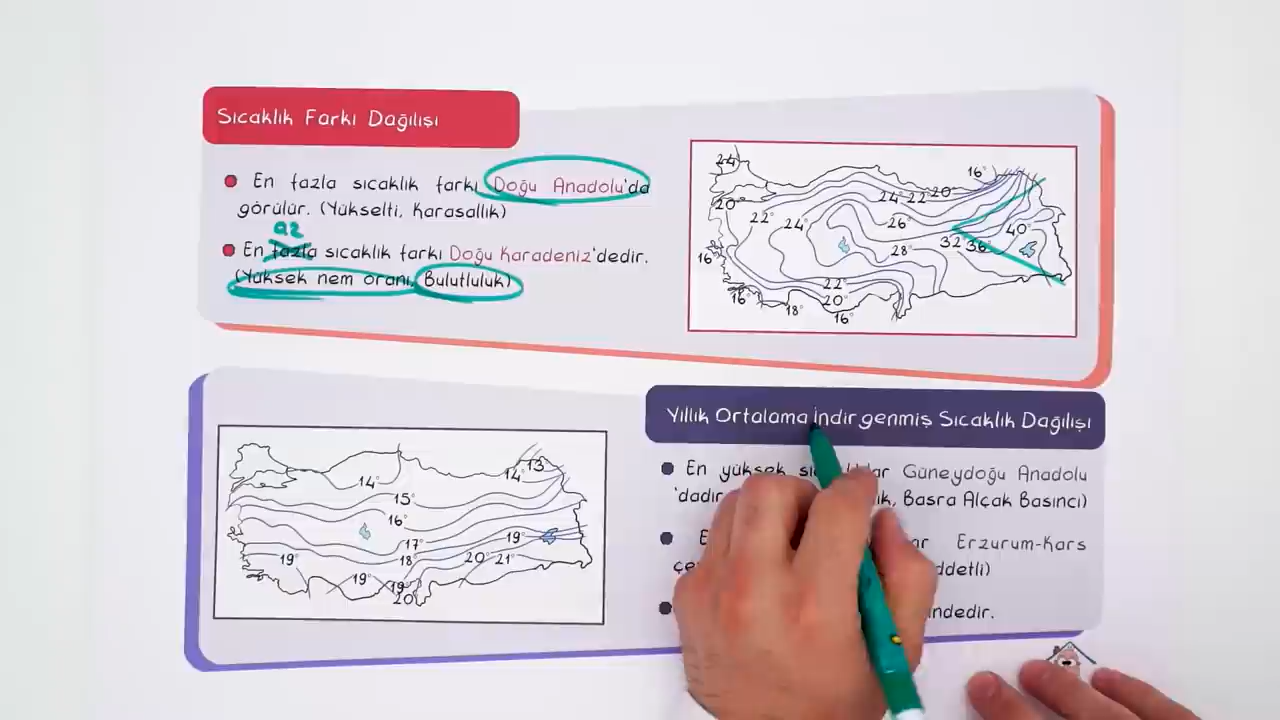 Sıcaklık Farkı Dağılışı
En fazla sıcaklık farkı Doğu Anadolu'da
görülür. (Yükselti, Karasallık)
az
En fazla sıcaklık farkı Doğu Karadeniz'dedir.
(Yüksek nem oranı, Bulutluluk)
24°
16°
20°
24° 22° 20°
22° 24° 26°
40°
16°
28° 32° 36°
22°
16° 18° 20° 16°
Yıllık Ortalama İndirgenmiş Sıcaklık Dağılışı
14° 14° 13°
15°
16°
17° 19°
19° 18° 20° 21°
19° 19°
20°
En yüksek Güneydoğu Anadolu
'dadır Basra Alçak Basıncı)
Erzurum-Kars